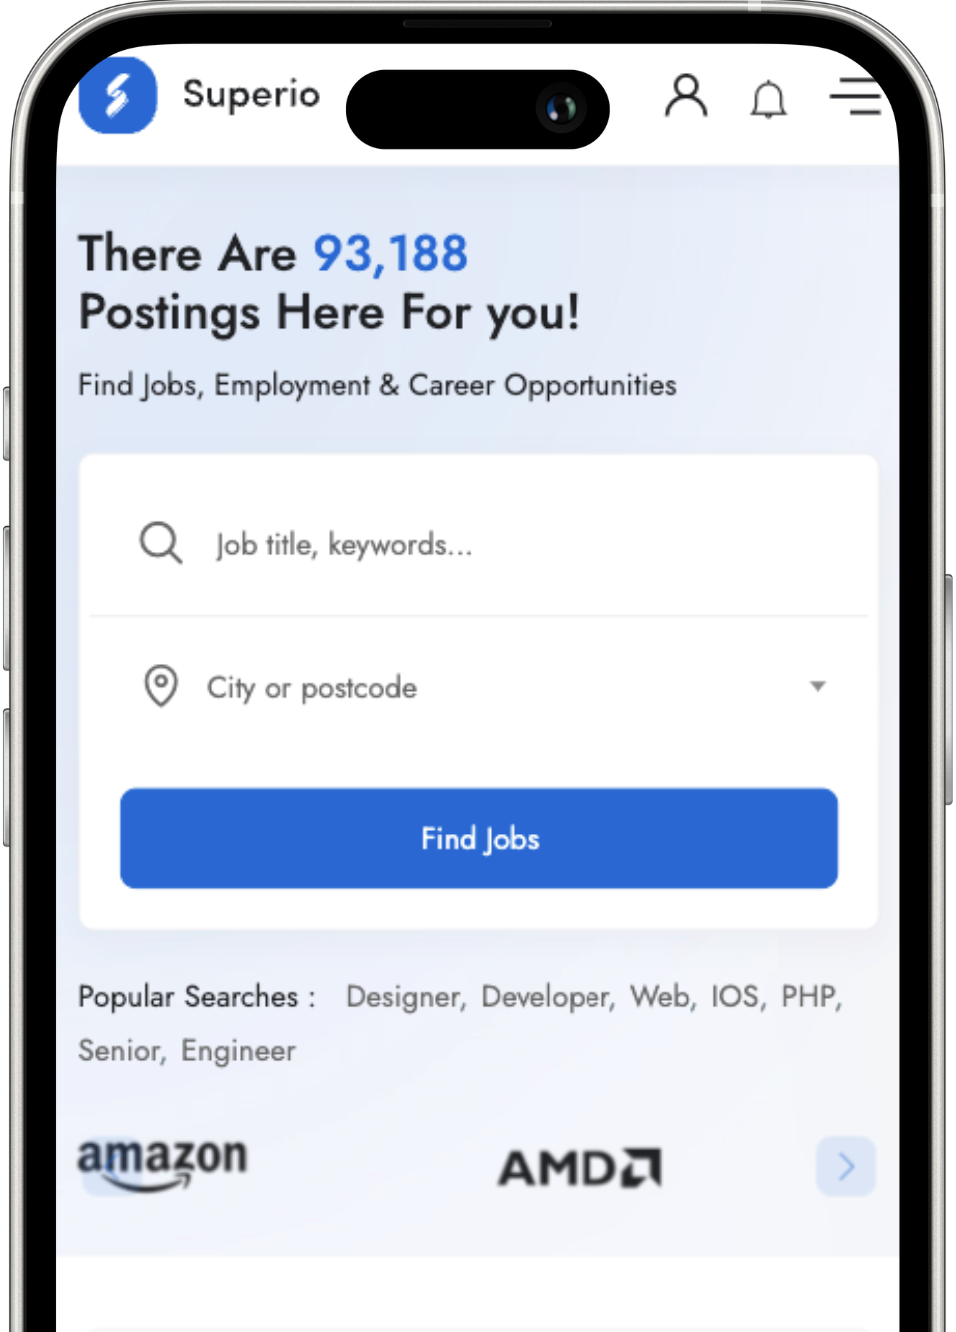 Superio
There Are 93,188
Postings Here For you!
Find Jobs, Employment & Career Opportunities
Job title, keywords...
City or postcode
Find Jobs
Popular Searches : Designer, Developer, Web, IOS, PHP,
Senior, Engineer
amazon AMD